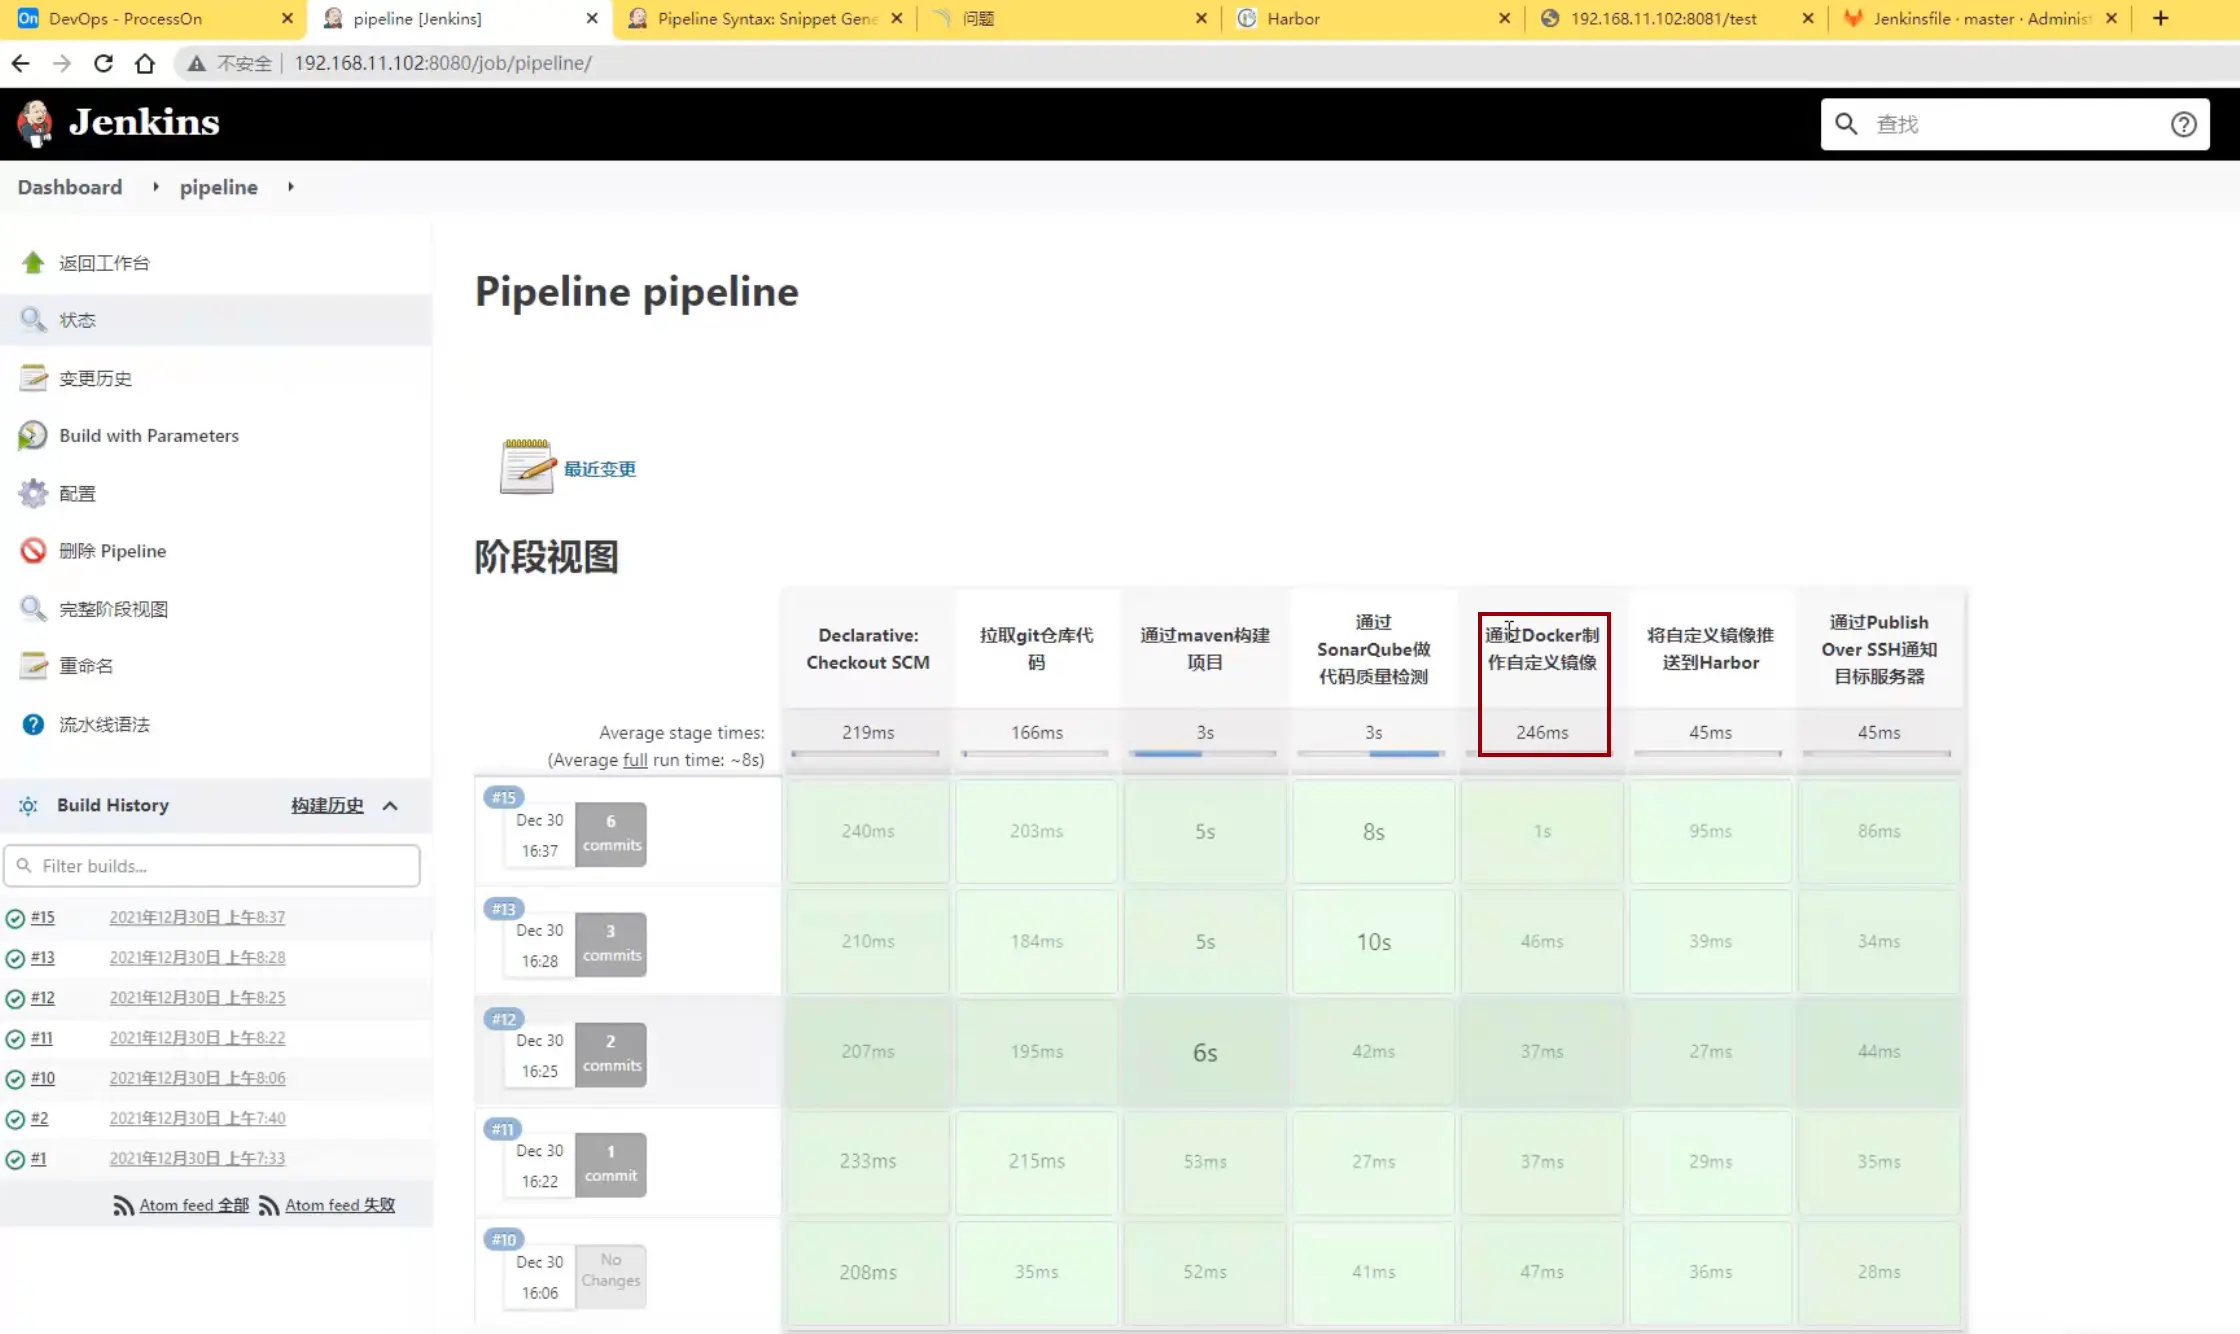 DevOps - ProcessOn
pipeline [Jenkins]
Pipeline Syntax: Snippet Gene
问题
Harbor
192.168.11.102:8081/test
Jenkinsfile · master · Adminis
不安全
192.168.11.102:8080/job/pipeline/
Jenkins
查找
Dashboard
pipeline
返回工作台
状态
变更历史
Build with Parameters
配置
删除 Pipeline
完整阶段视图
重命名
流水线语法
Build History
构建历史
Filter builds...
#15 2021年12月30日 上午8:37
#13 2021年12月30日 上午8:28
#12 2021年12月30日 上午8:25
#11 2021年12月30日 上午8:22
#10 2021年12月30日 上午8:06
#2 2021年12月30日 上午7:40
#1 2021年12月30日 上午7:33
Atom feed 全部
Atom feed 失败
Pipeline pipeline
最近变更
阶段视图
Declarative:
Checkout SCM
拉取git仓库代
码
通过maven构建
项目
通过
SonarQube做
代码质量检测
通过Docker制
作自定义镜像
将自定义镜像推
送到Harbor
通过Publish
Over SSH通知
目标服务器
Average stage times:
(Average full run time: ~8s)
219ms 166ms 3s 3s 246ms 45ms 45ms
#15
Dec 30
16:37
6
commits
240ms 203ms 5s 8s 1s 95ms 86ms
#13
Dec 30
16:28
3
commits
210ms 184ms 5s 10s 46ms 39ms 34ms
#12
Dec 30
16:25
2
commits
207ms 195ms 6s 42ms 37ms 27ms 44ms
#11
Dec 30
16:22
1
commit
233ms 215ms 53ms 27ms 37ms 29ms 35ms
#10
Dec 30
16:06
No
Changes
208ms 35ms 52ms 41ms 47ms 36ms 28ms